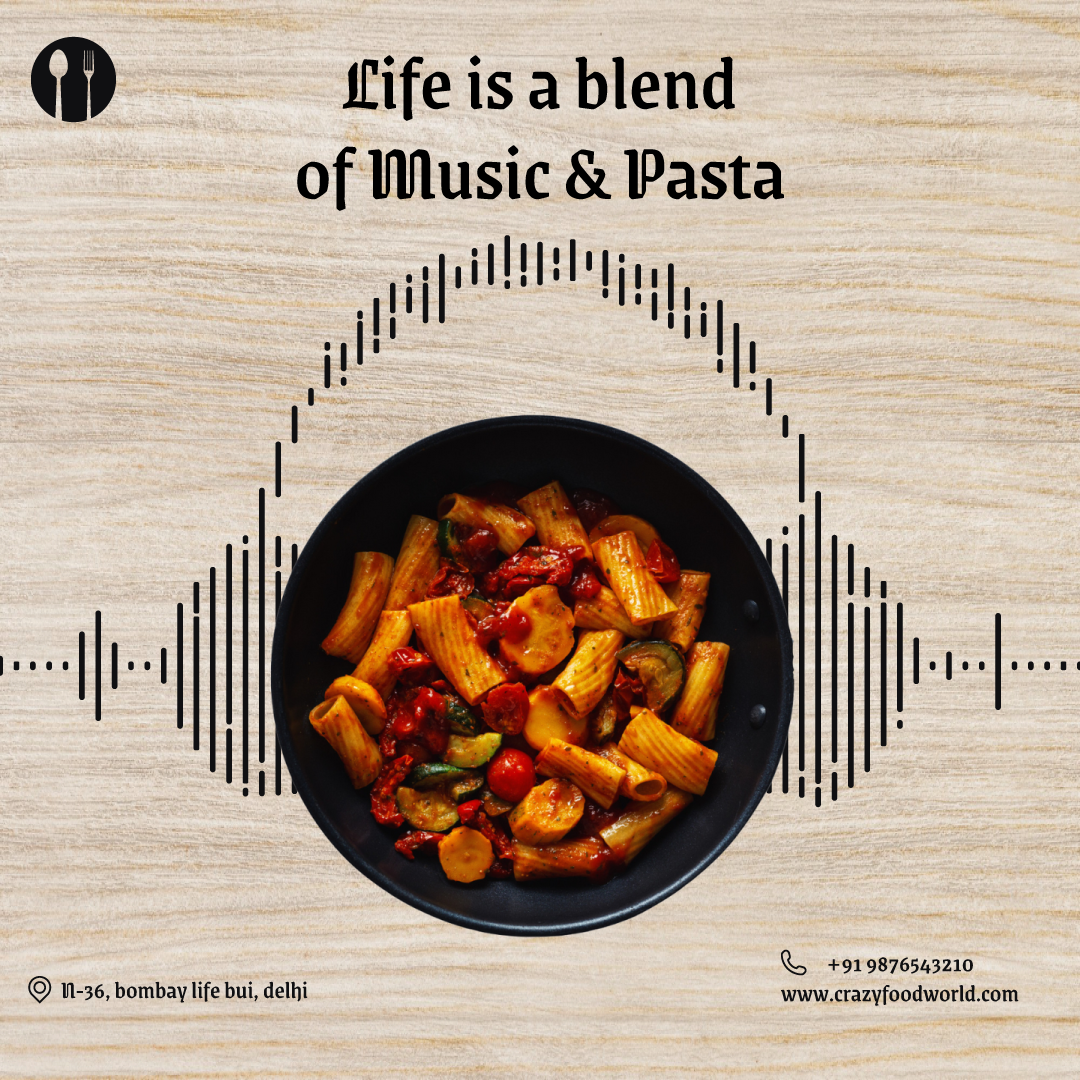 Life is a blend
of Music & Pasta
N-36, bombay life bui, delhi
+91 9876543210
www.crazyfoodworld.com